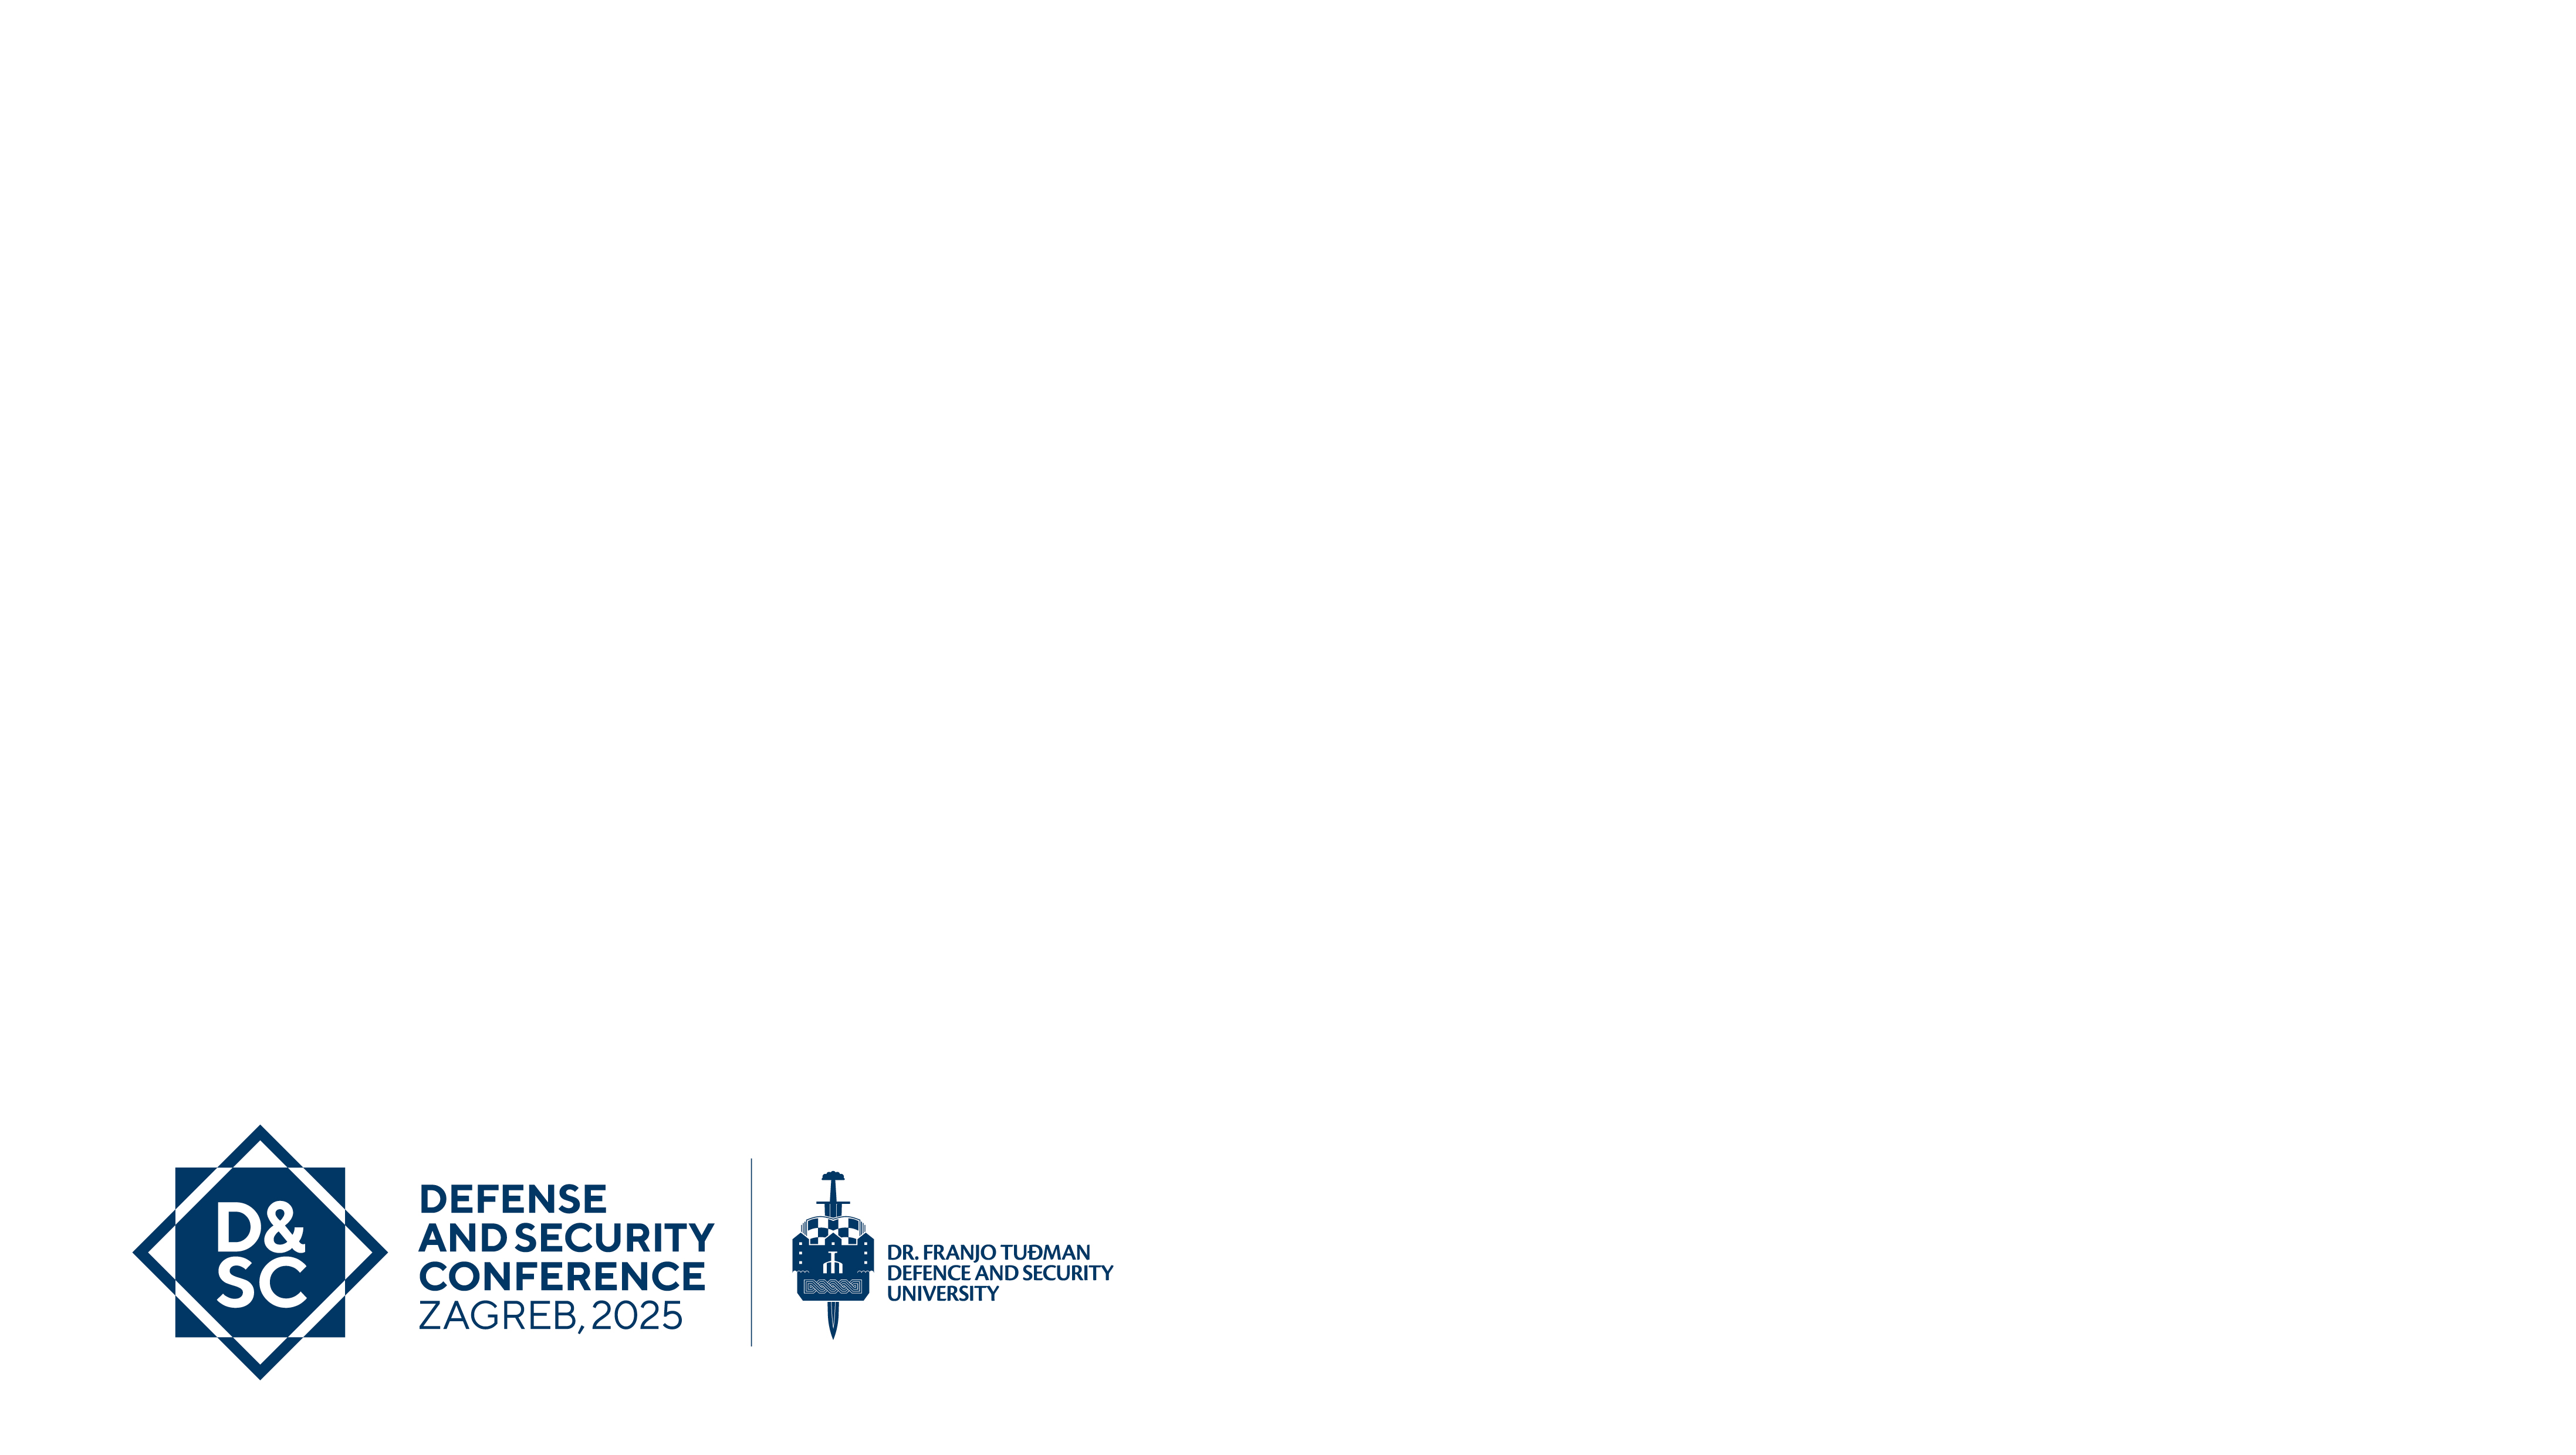 D&
SC
DEFENSE
AND SECURITY
CONFERENCE
ZAGREB, 2025
DR. FRANJO TUĐMAN
DEFENCE AND SECURITY
UNIVERSITY